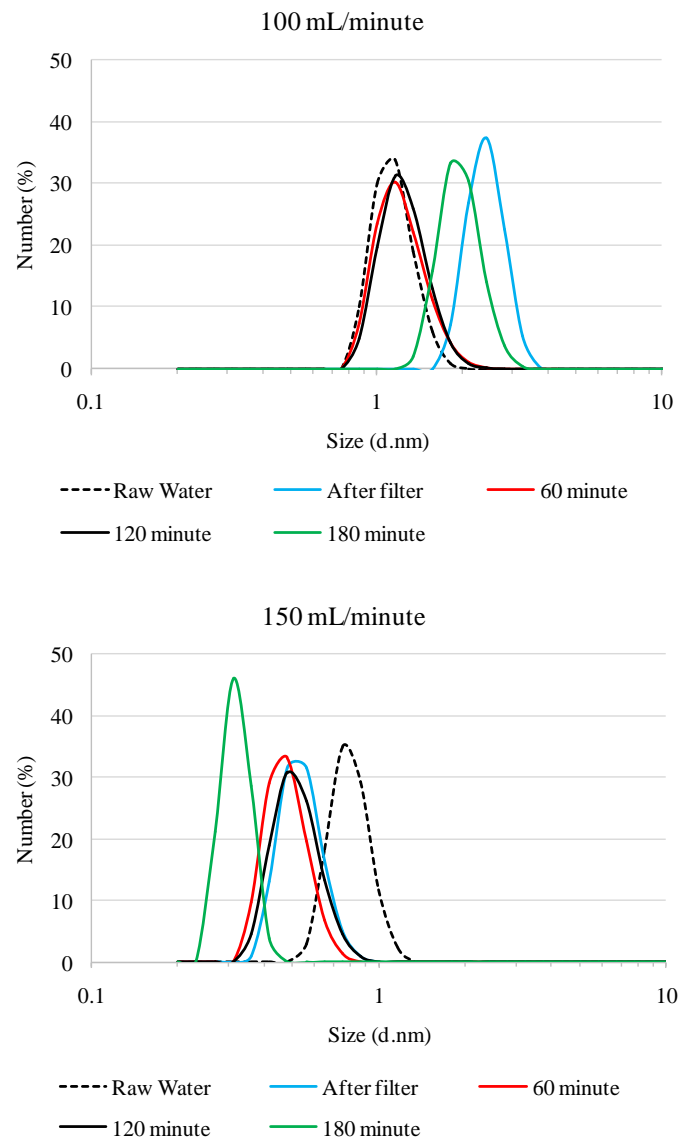 100 mL/minute
50
40
30
20
10
0
Number (%)
0.1 1 10
Size (d.nm)
Raw Water After filter 60 minute
120 minute 180 minute
150 mL/minute
50
40
30
20
10
0
Number (%)
0.1 1 10
Size (d.nm)
Raw Water After filter 60 minute
120 minute 180 minute